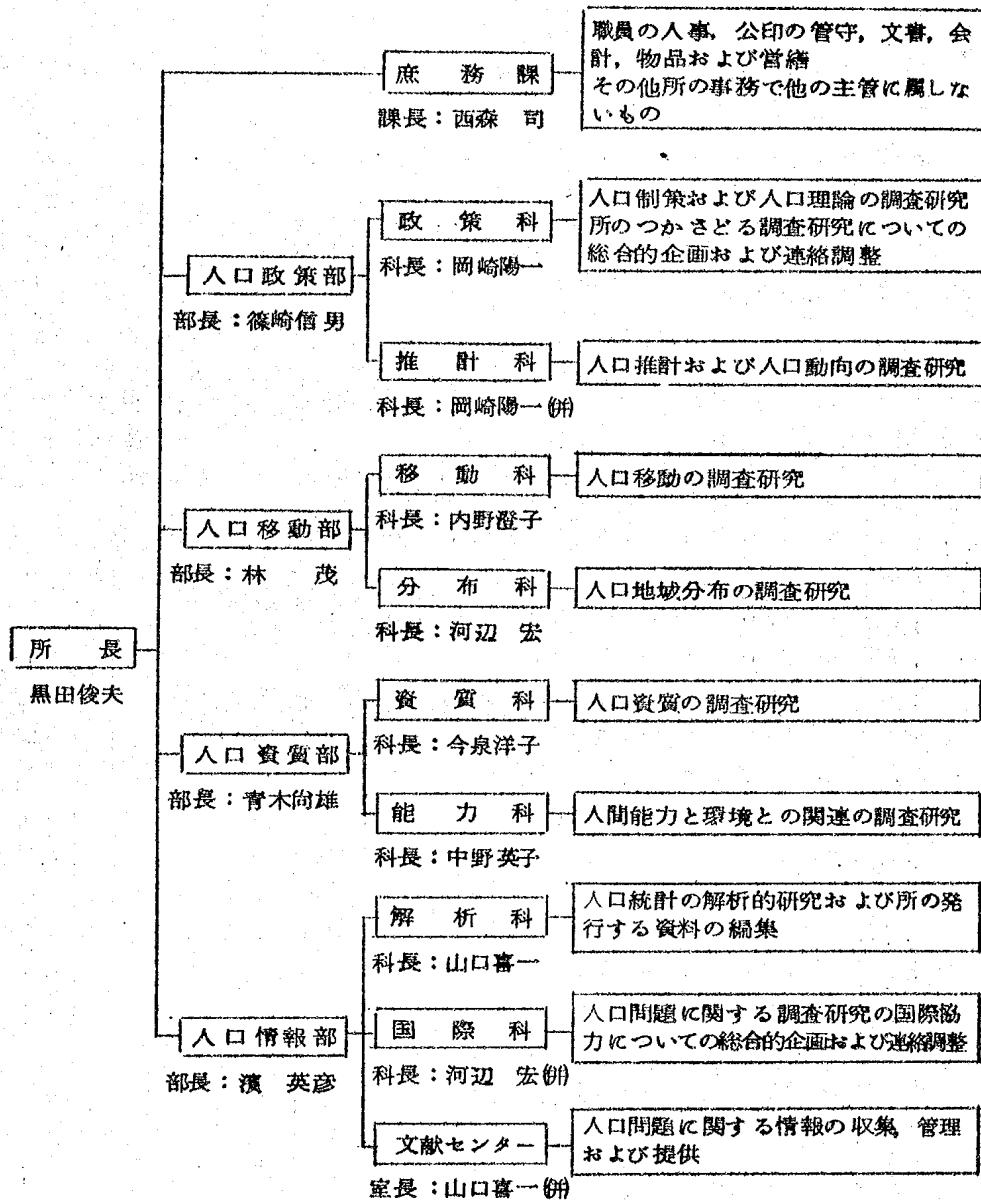 職員の人事，公印の管守，文書，会
計，物品および営繕
その他所の事務で他の主管に属しな
いもの
庶務課
課長：西森 司
人口制策および人口理論の調査研究
所のつかさどる調査研究についての
総合的企画および連絡調整
政策科
科長：岡崎陽一
人口政策部
部長：篠崎信男
推計科
人口推計および人口動向の調査研究
科長：岡崎陽一(併)
移動科
人口移動の調査研究
科長：内野澄子
人口移動部
部長：林 茂
分布科
人口地域分布の調査研究
科長：河辺 宏
所長
黒田俊夫
資質科
人口資質の調査研究
科長：今泉洋子
人口資質部
部長：青木尚雄
能力科
人間能力と環境との関連の調査研究
科長：中野英子
解析科
人口統計の解析的研究および所の発
行する資料の編集
科長：山口喜一
人口情報部
部長：濱 英彦
国際科
人口問題に関する調査研究の国際協
力についての総合的企画および連絡調整
科長：河辺 宏(併)
文献センター
人口問題に関する情報の収集，管理
および提供
室長：山口喜一(併)